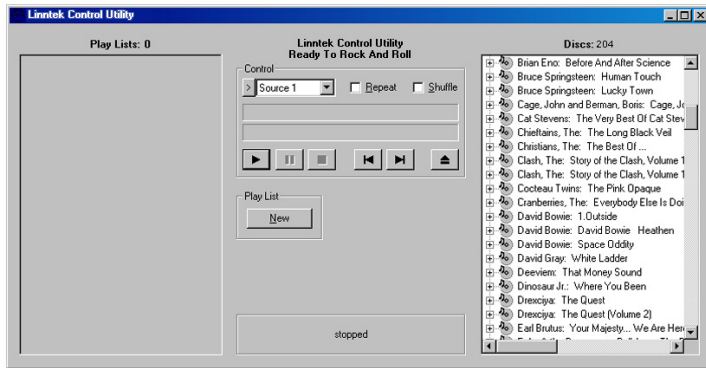 Linntek Control Utility
Play Lists: 0
Linntek Control Utility
Ready To Rock And Roll
Discs: 204
Control
> Source 1
Repeat
Shuffle
Play List
New
stopped
Brian Eno: Before And After Science
Bruce Springsteen: Human Touch
Bruce Springsteen: Lucky Town
Cage, John and Berman, Boris: Cage, Jo
Cat Stevens: The Very Best Of Cat Stev
Chieftains, The: The Long Black Veil
Christians, The: The Best Of ...
Clash, The: Story of the Clash, Volume 1
Clash, The: Story of the Clash, Volume 1
Cocteau Twins: The Pink Opaque
Cranberries, The: Everybody Else Is Doi
David Bowie: 1.Outside
David Bowie: David Bowie Heathen
David Bowie: Space Oddity
David Gray: White Ladder
Deeviem: That Money Sound
Dinosaur Jr.: Where You Been
Drexciya: The Quest
Drexciya: The Quest (Volume 2)
Earl Brutus: Your Majesty... We Are Here